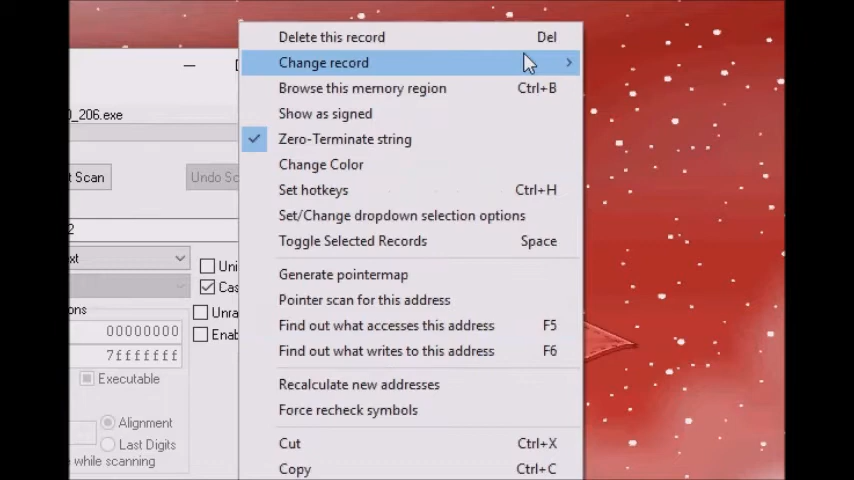 Delete this record Del
Change record
Browse this memory region Ctrl+B
Show as signed
Zero-Terminate string
Change Color
Set hotkeys Ctrl+H
Set/Change dropdown selection options
Toggle Selected Records Space
Generate pointermap
Pointer scan for this address
Find out what accesses this address F5
Find out what writes to this address F6
Recalculate new addresses
Force recheck symbols
Cut Ctrl+X
Copy Ctrl+C
0_206.exe
t Scan
Undo Sc
2
xt
Uni
Cas
ons
Unra
00000000
Enab
7fffffff
Executable
Alignment
Last Digits
while scanning